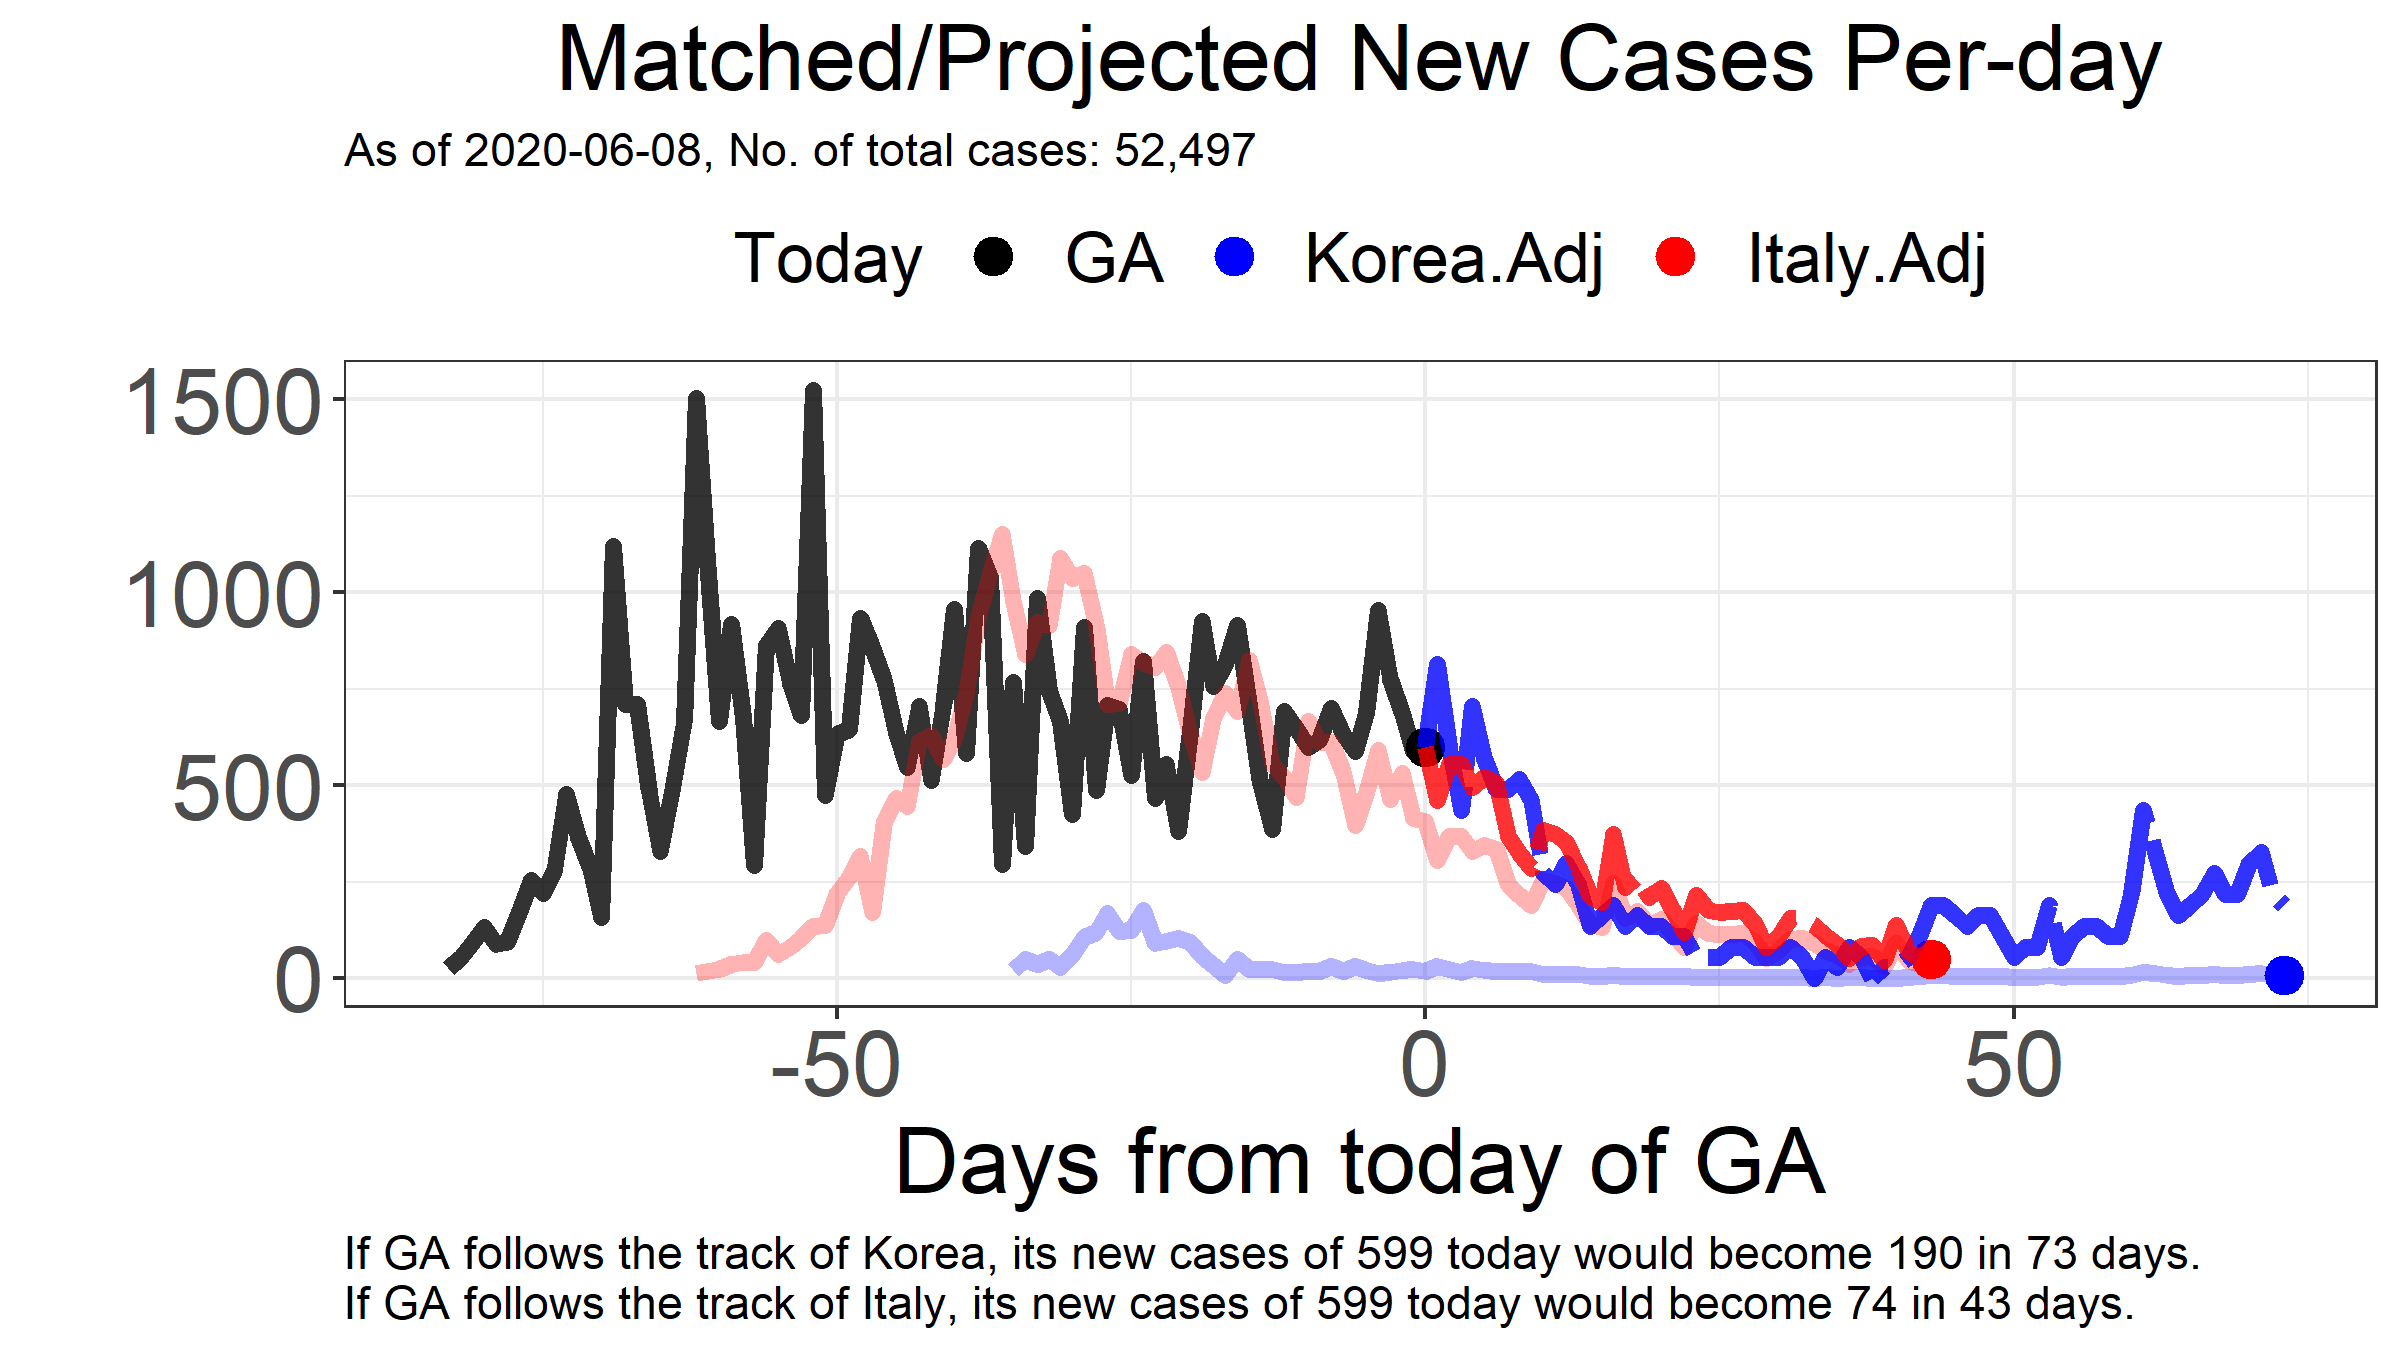 Matched/Projected New Cases Per-day
As of 2020-06-08, No. of total cases: 52,497
Today GA Korea.Adj Italy.Adj
1500
1000
500
0
-50 0 50
Days from today of GA
If GA follows the track of Korea, its new cases of 599 today would become 190 in 73 days.
If GA follows the track of Italy, its new cases of 599 today would become 74 in 43 days.